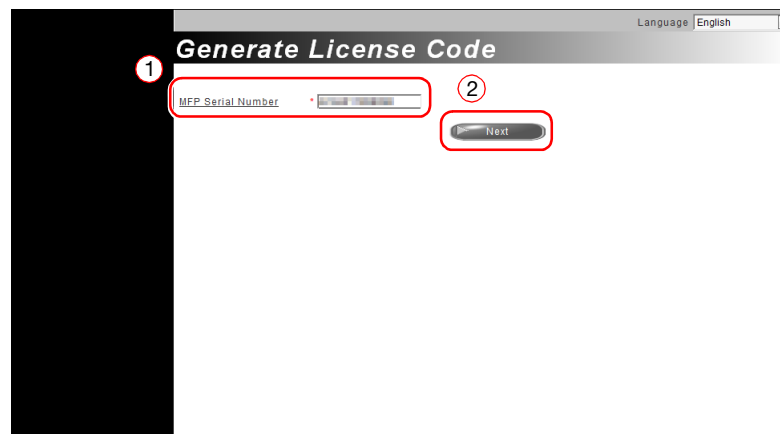 Language English
Generate License Code
1
MFP Serial Number *
2
Next